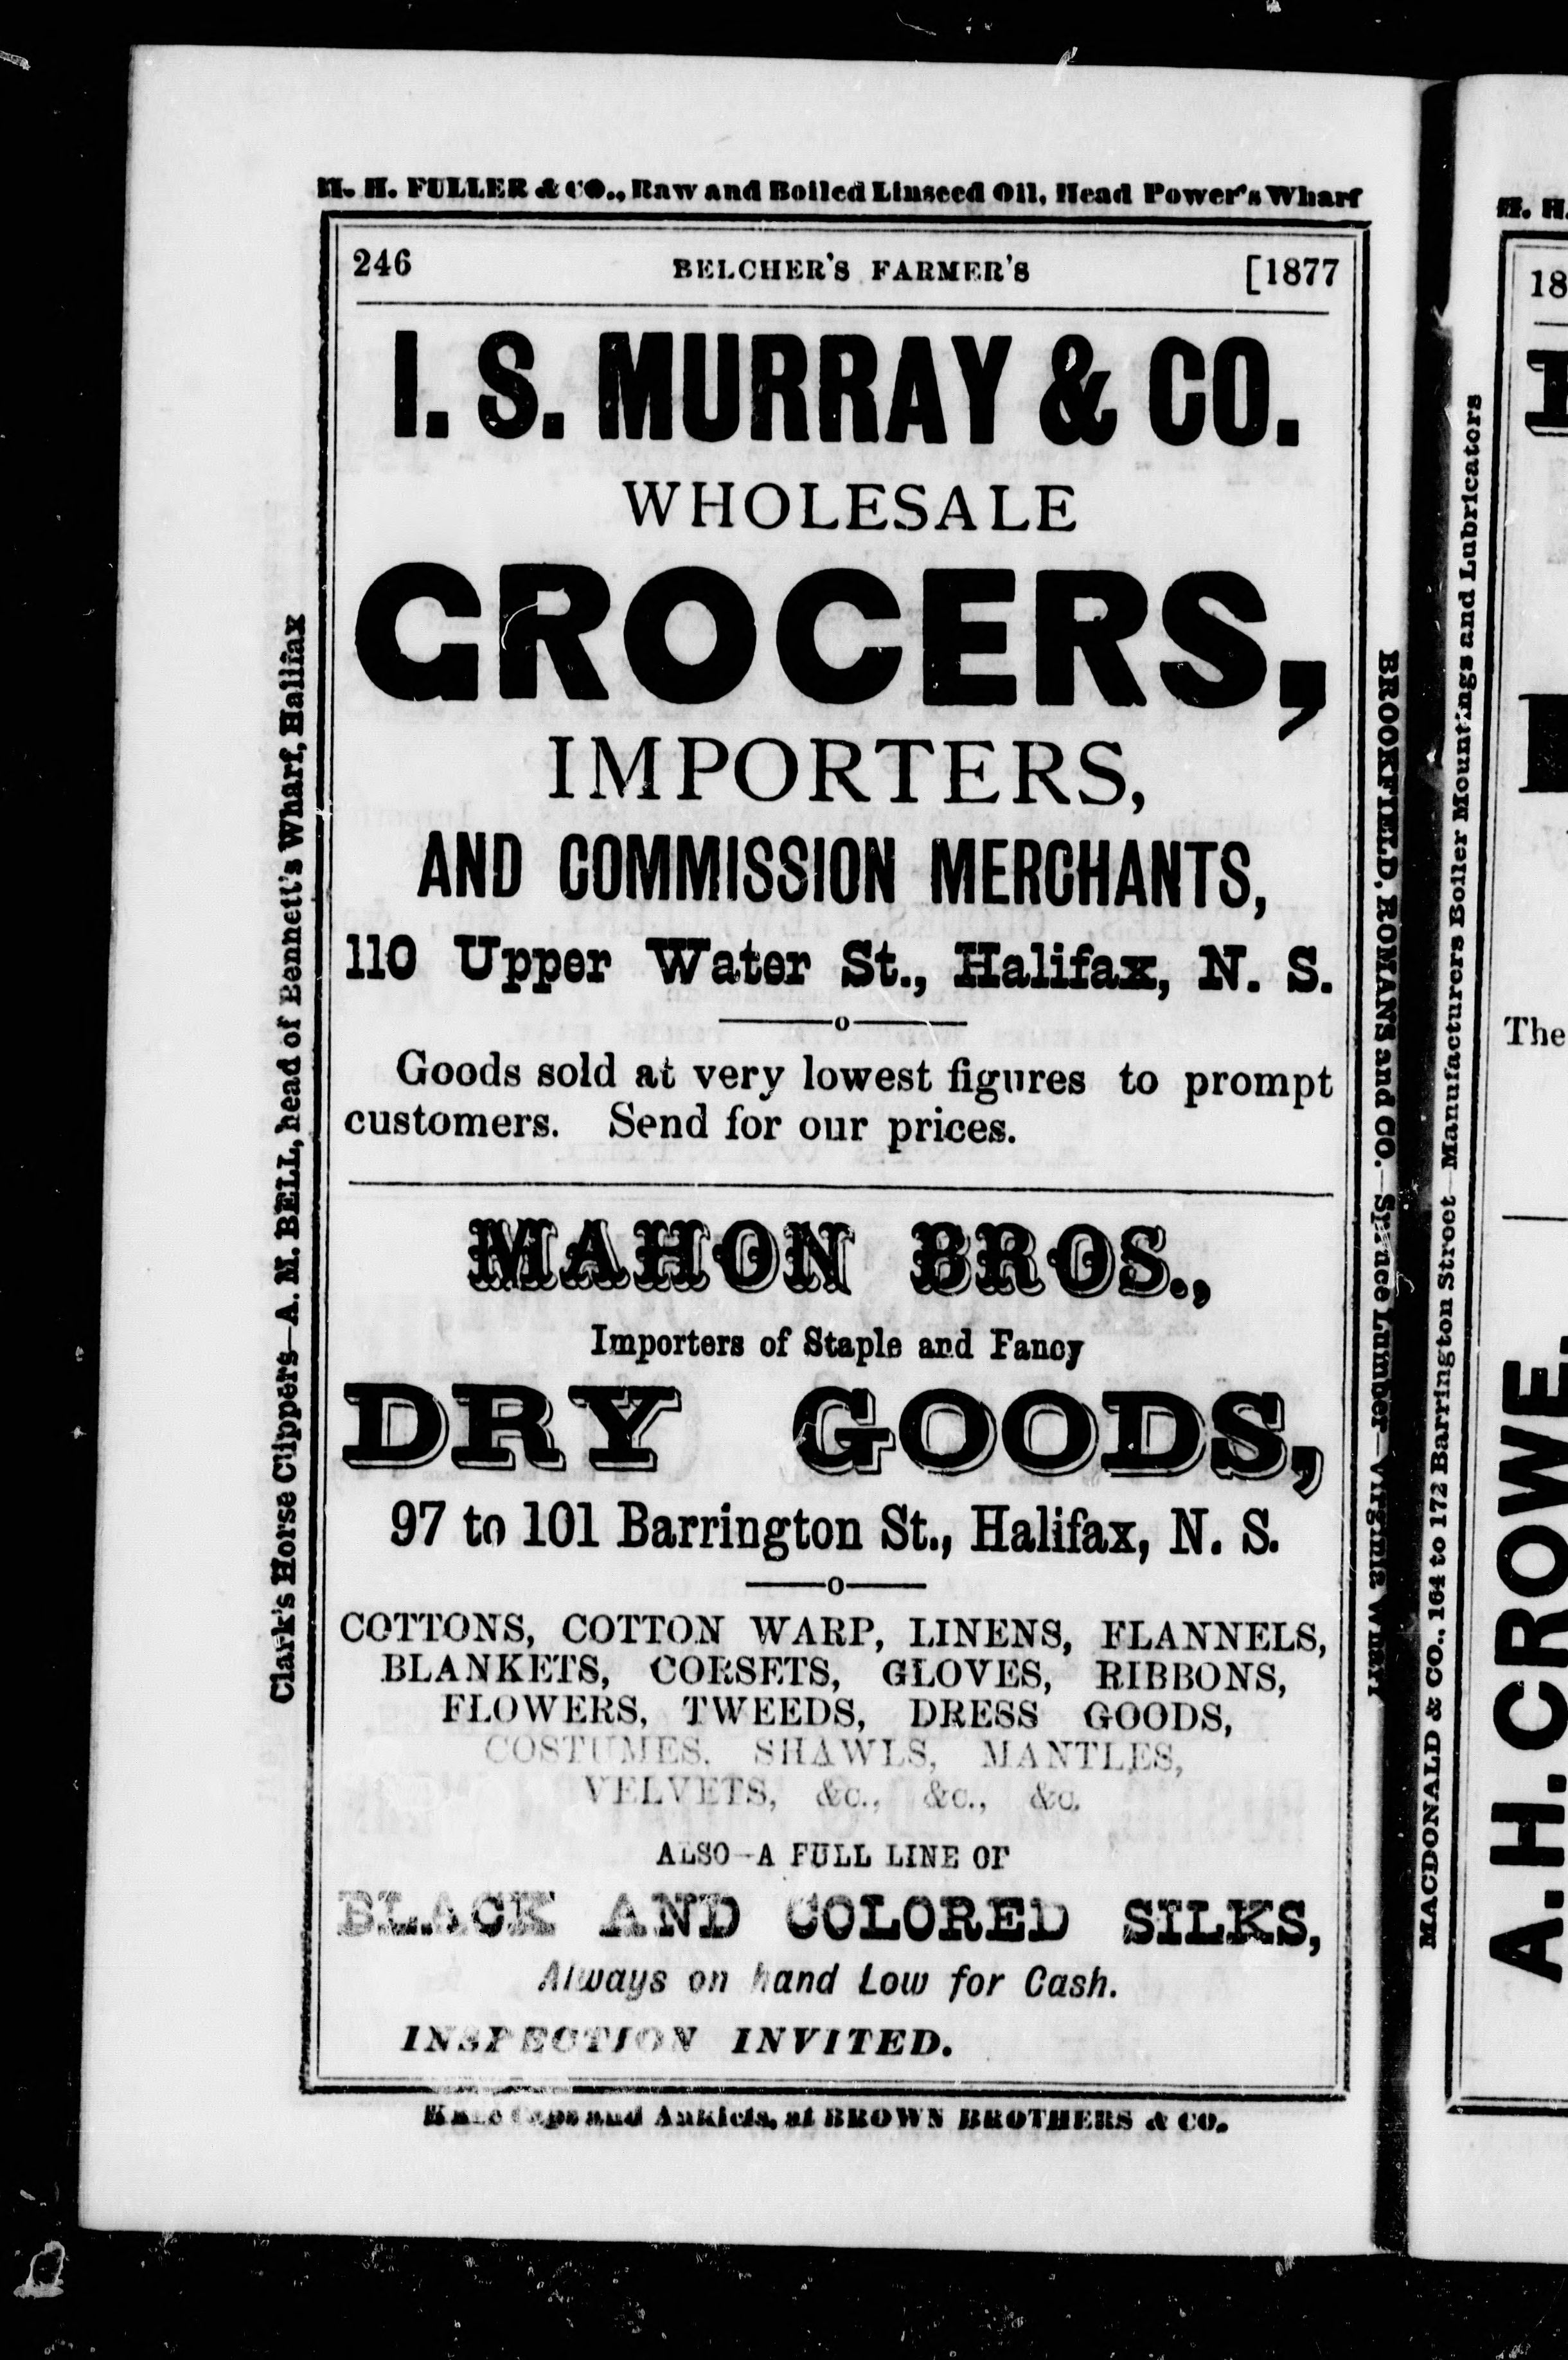 H. H. FULLER & CO., Raw and Boiled Linseed Oil, Head Power's Wharf
246 BELCHER'S FARMER'S [1877
I. S. MURRAY & CO.
WHOLESALE
GROCERS,
IMPORTERS,
AND COMMISSION MERCHANTS,
110 Upper Water St., Halifax, N. S.
o
Goods sold at very lowest figures to prompt
customers. Send for our prices.
MAHON BROS.,
Importers of Staple and Fancy
DRY GOODS,
97 to 101 Barrington St., Halifax, N. S.
o
COTTONS, COTTON WARP, LINENS, FLANNELS,
BLANKETS, CORSETS, GLOVES, RIBBONS,
FLOWERS, TWEEDS, DRESS GOODS,
COSTUMES, SHAWLS, MANTLES,
VELVETS, &c., &c., &c.
ALSO—A FULL LINE OF
BLACK AND COLORED SILKS,
Always on hand Low for Cash.
INSPECTION INVITED.
Caps and Anklets, at BROWN BROTHERS & CO.
Clark's Horse Clippers—A. M. BELL, head of Bennett's Wharf, Halifax
BROOKFIELD, ROMANS and CO.—Spruce Lumber—Virginia
MACDONALD & CO., 164 to 172 Barrington Street—Manufacturers Boiler Mountings and Lubricators
H. H.
18
The
A. H. CROWE,